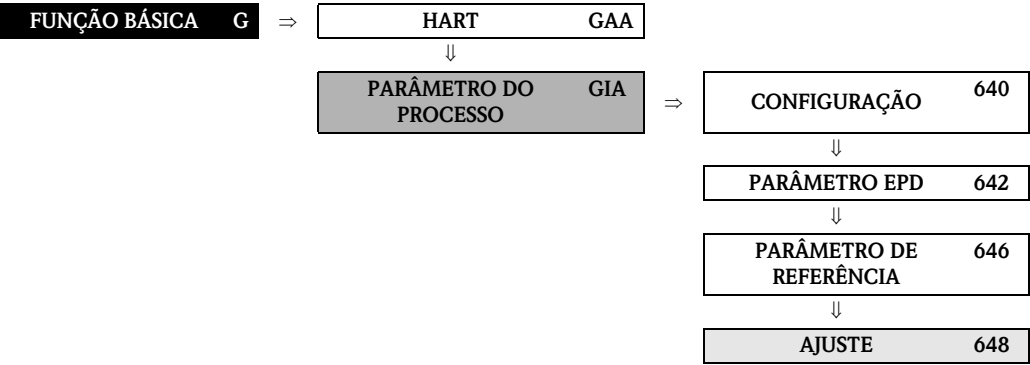 FUNÇÃO BÁSICA G ⇒ HART GAA
⇓
PARÂMETRO DO PROCESSO GIA ⇒ CONFIGURAÇÃO 640
⇓
PARÂMETRO EPD 642
⇓
PARÂMETRO DE REFERÊNCIA 646
⇓
AJUSTE 648